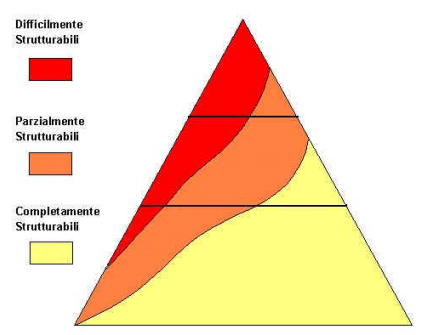 Difficilmente
Strutturabili
Parzialmente
Strutturabili
Completamente
Strutturabili